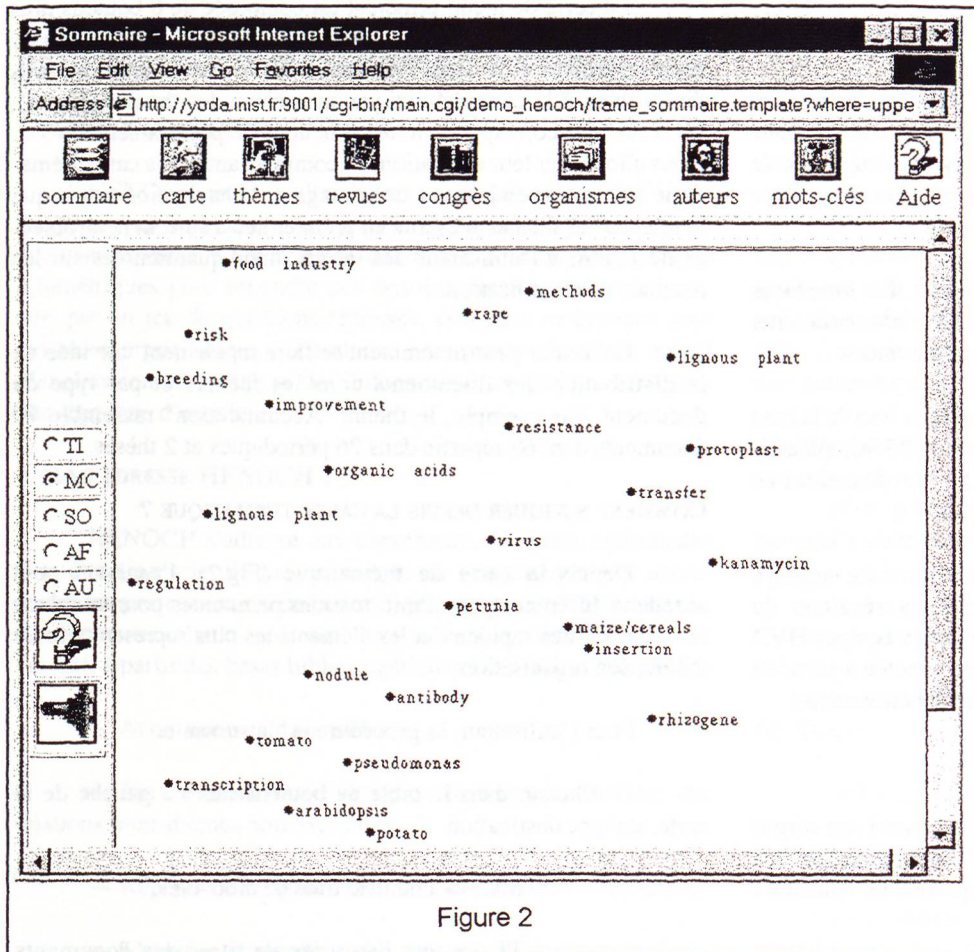 Sommaire - Microsoft Internet Explorer
File Edit View Go Favorites Help
Address http://yoda.inist.fr:9001/cgi-bin/main.cgi/demo_henoch/frame_sommaire.template?where=uppe
sommaire carte thèmes revues congrès organismes auteurs mots-clés Aide
food industry
methods
rape
risk
lignous plant
breeding
improvement
resistance
TI
protoplast
organic acids
MC
transfer
SO
lignous plant
virus
AF
kanamycin
AU
regulation
petunia
maize/cereals
insertion
nodule
antibody
rhizogene
tomato
pseudomonas
transcription
arabidopsis
potato
Figure 2